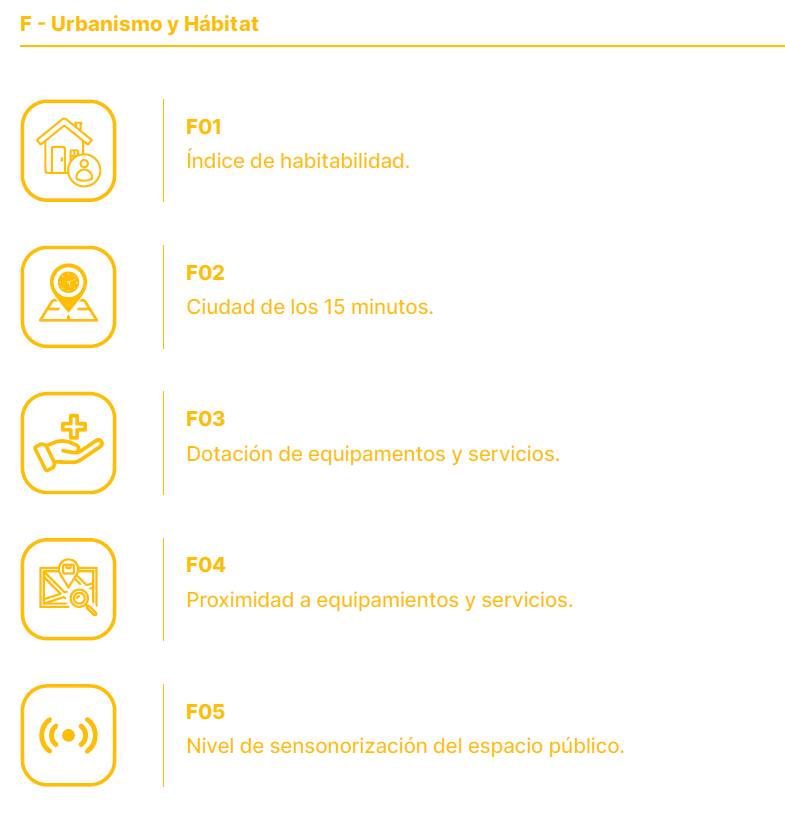 F - Urbanismo y Hábitat
F01
Índice de habitabilidad.
F02
Ciudad de los 15 minutos.
F03
Dotación de equipamentos y servicios.
F04
Proximidad a equipamientos y servicios.
F05
Nivel de sensonorización del espacio público.